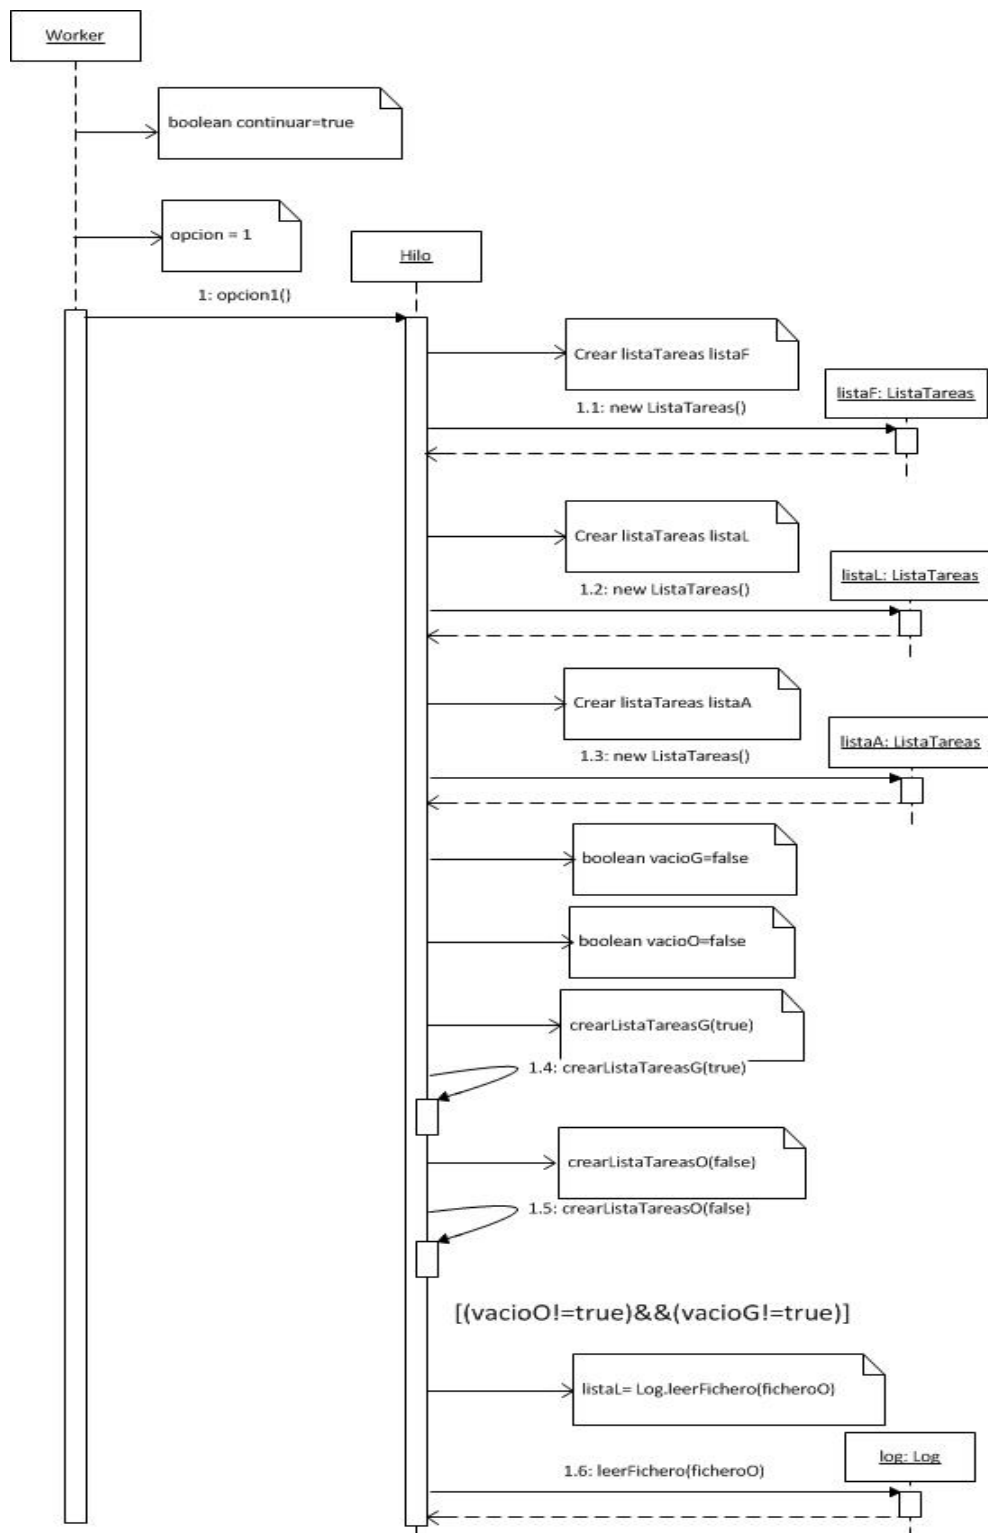 Worker
boolean continuar=true
opcion = 1
Hilo
1: opcion1()
Crear listaTareas listaF
listaF: ListaTareas
1.1: new ListaTareas()
Crear listaTareas listaL
listaL: ListaTareas
1.2: new ListaTareas()
Crear listaTareas listaA
listaA: ListaTareas
1.3: new ListaTareas()
boolean vacioG=false
boolean vacioO=false
crearListaTareasG(true)
1.4: crearListaTareasG(true)
crearListaTareasO(false)
1.5: crearListaTareasO(false)
[(vacioO!=true)&&(vacioG!=true)]
listaL= Log.leerFichero(ficheroO)
log: Log
1.6: leerFichero(ficheroO)